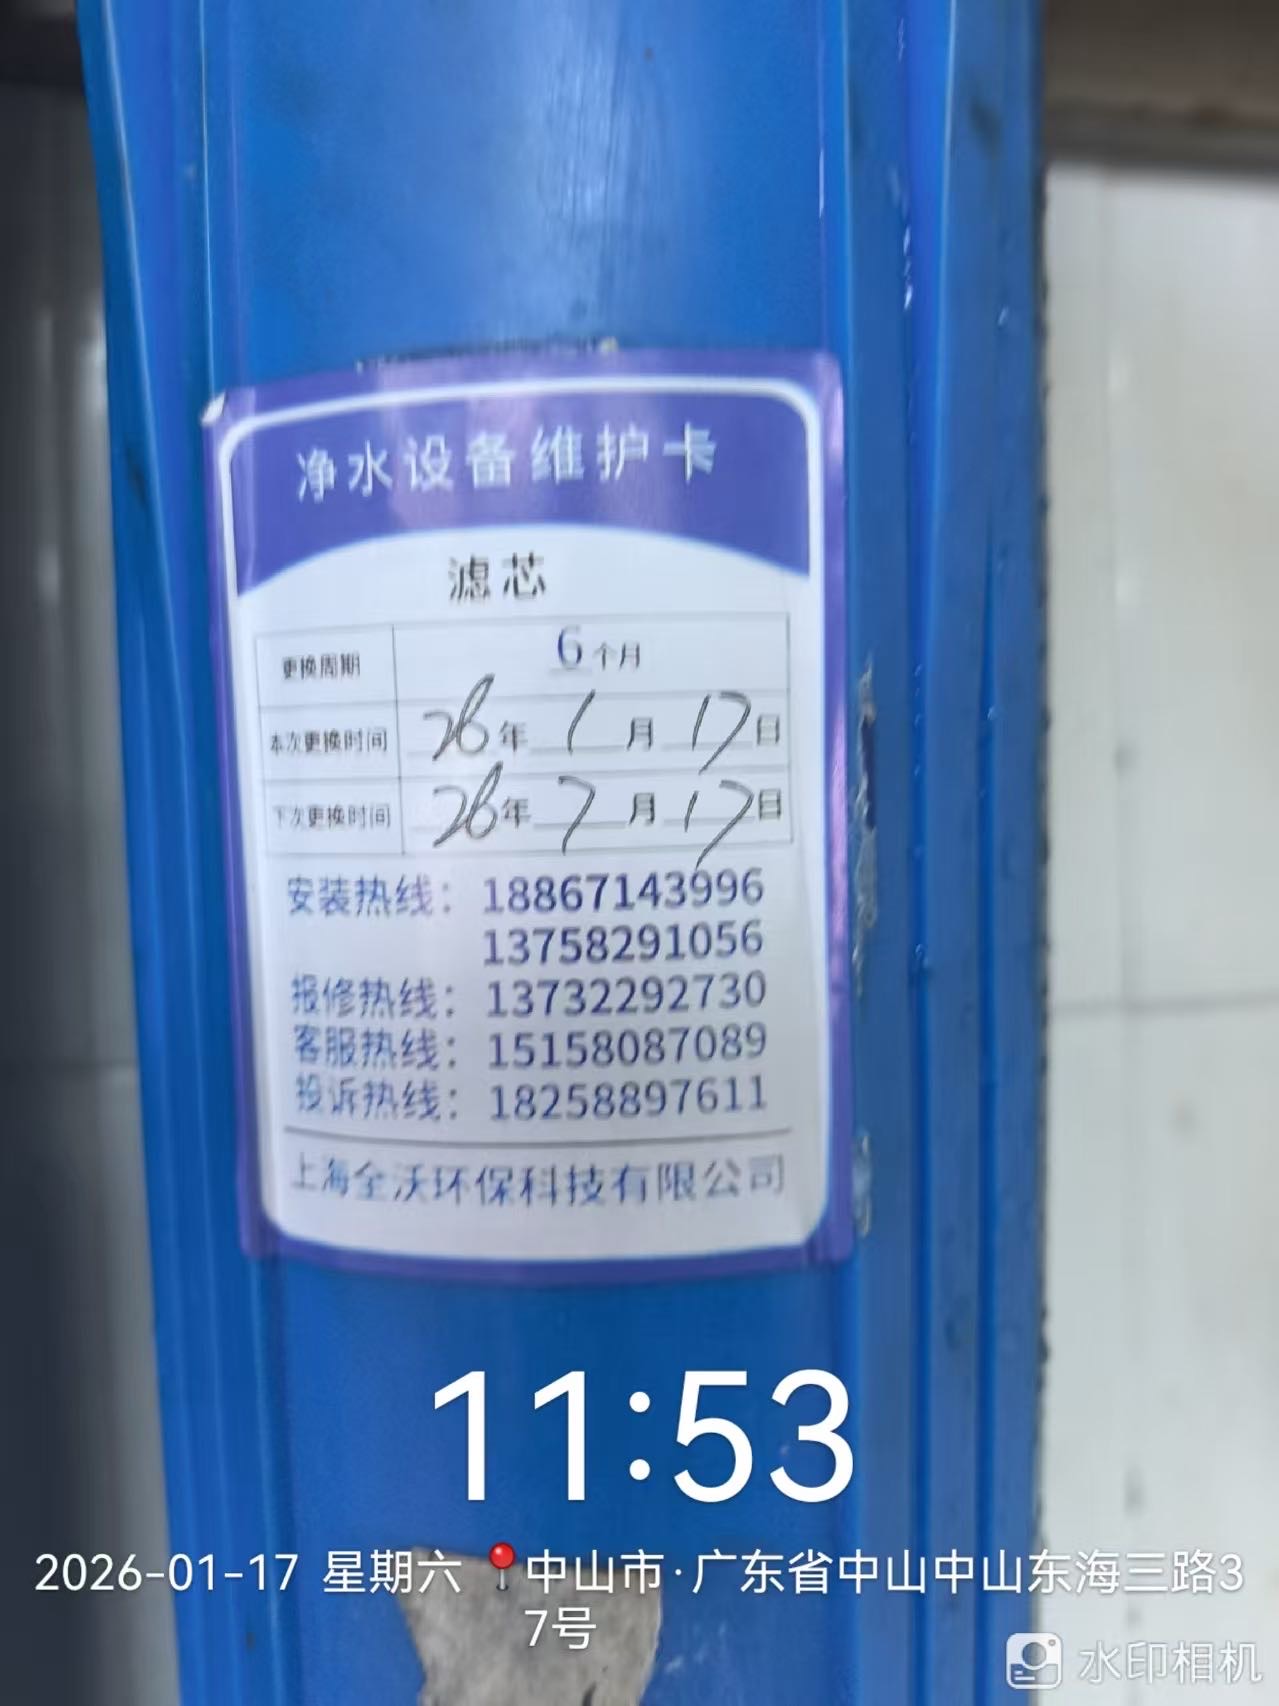 净水设备维护卡
滤芯
更换周期 6个月
本次更换时间 26年1月17日
下次更换时间 26年7月17日
安装热线：18867143996
13758291056
报修热线：13732292730
客服热线：15158087089
投诉热线：18258897611
上海全沃环保科技有限公司
11:53
2026-01-17 星期六 📍中山市·广东省中山中山东海三路3
7号
水印相机